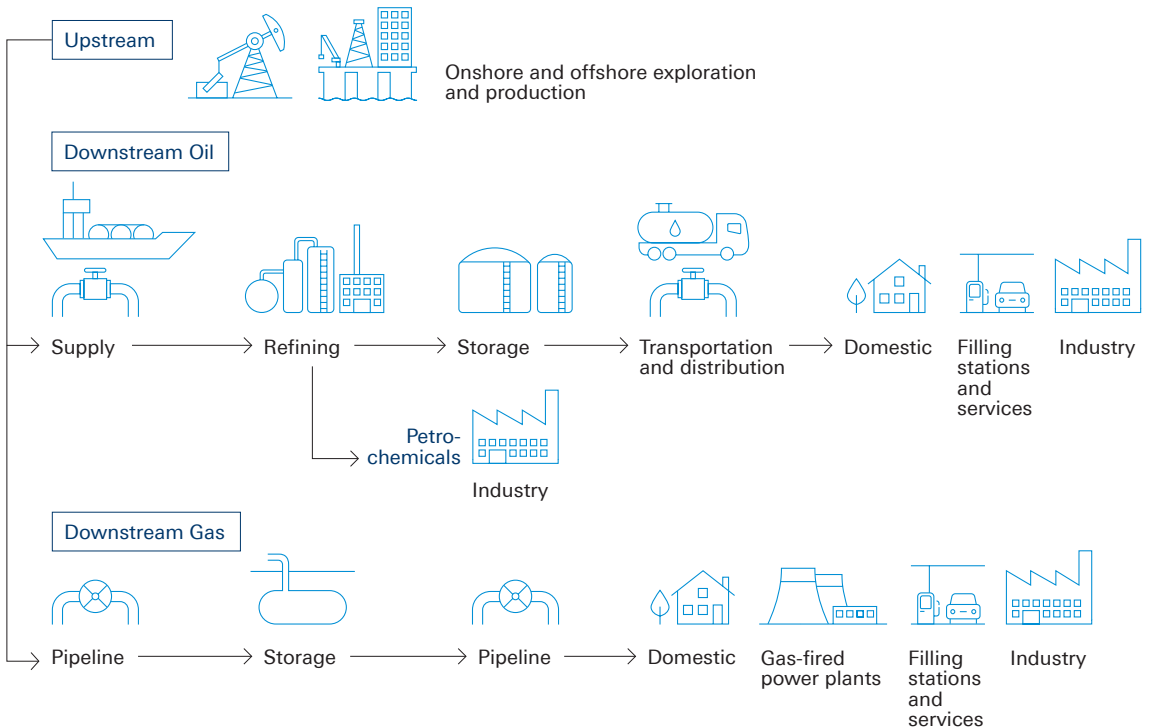 Upstream
Onshore and offshore exploration
and production
Downstream Oil
Supply
Refining
Storage
Transportation
and distribution
Domestic
Filling
stations
and
services
Industry
Petro-
chemicals
Industry
Downstream Gas
Pipeline
Storage
Pipeline
Domestic
Gas-fired
power plants
Filling
stations
and
services
Industry